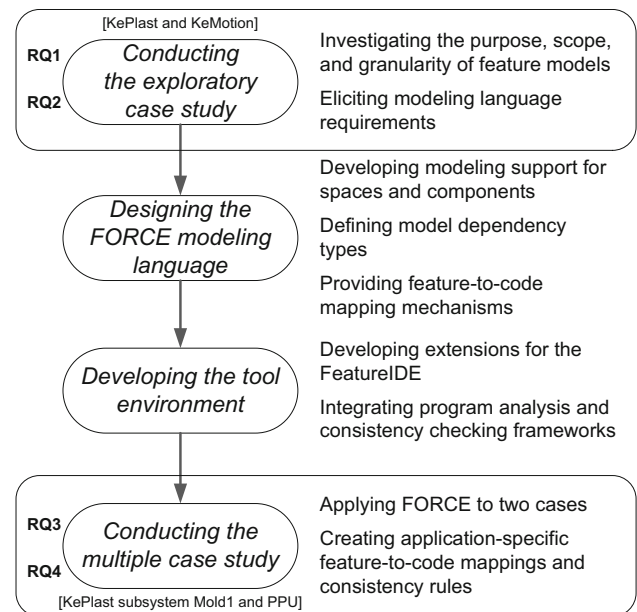 [KePlast and KeMotion]
RQ1
RQ2
Conducting
the exploratory
case study
Investigating the purpose, scope,
and granularity of feature models
Eliciting modeling language
requirements
Designing the
FORCE modeling
language
Developing modeling support for
spaces and components
Defining model dependency
types
Providing feature-to-code
mapping mechanisms
Developing the tool
environment
Developing extensions for the
FeatureIDE
Integrating program analysis and
consistency checking frameworks
RQ3
RQ4
Conducting the
multiple case study
[KePlast subsystem Mold1 and PPU]
Applying FORCE to two cases
Creating application-specific
feature-to-code mappings and
consistency rules